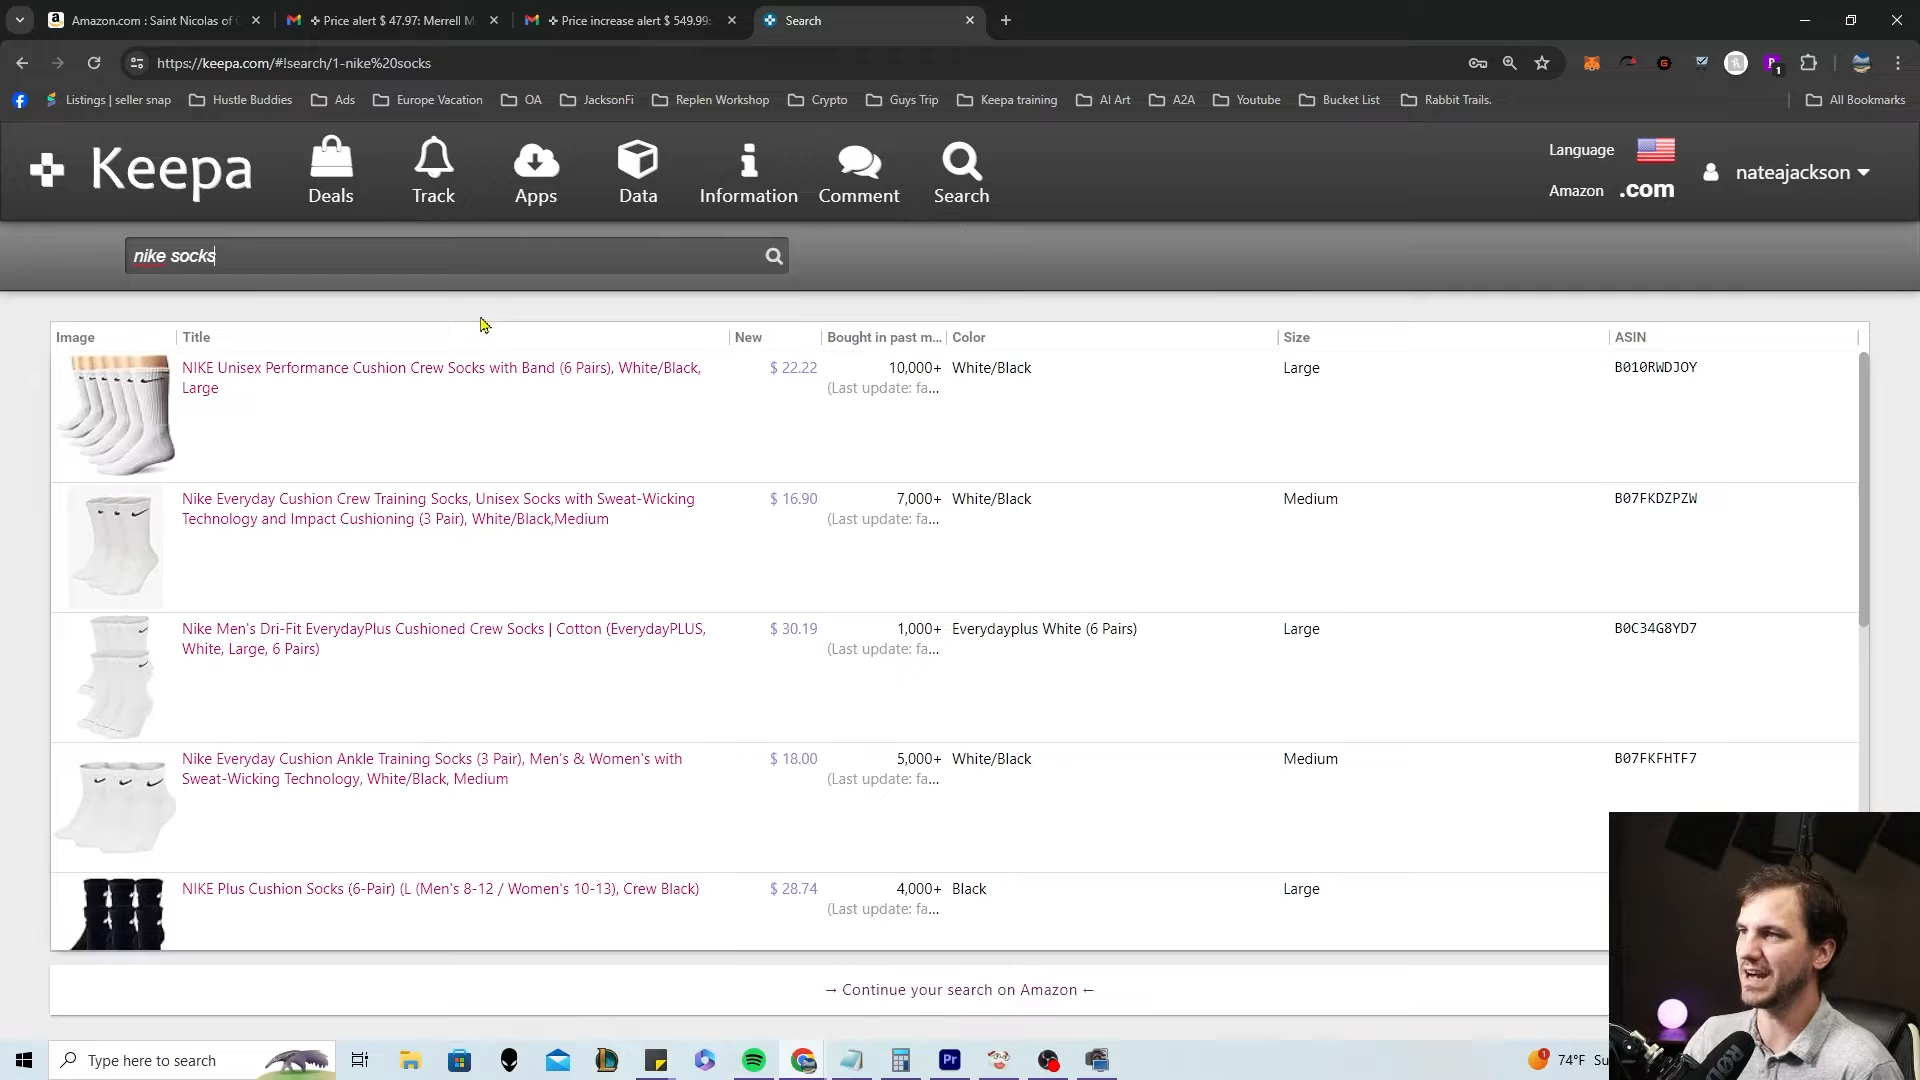 Amazon.com : Saint Nicolas of
Price alert $ 47.97: Merrell M
Price increase alert $ 549.99:
Search
https://keepa.com/#!search/1-nike%20socks
1
Listings | seller snap
Hustle Buddies
Ads
Europe Vacation
OA
JacksonFi
Replen Workshop
Crypto
Guys Trip
Keepa training
AI Art
A2A
Youtube
Bucket List
Rabbit Trails.
All Bookmarks
Keepa
Deals
Track
Apps
Data
Information
Comment
Search
Language
Amazon .com
nateajackson
nike socks
Image Title New Bought in past m... Color Size ASIN
NIKE Unisex Performance Cushion Crew Socks with Band (6 Pairs), White/Black, $ 22.22 10,000+ White/Black Large B010RWDJOY
Large (Last update: fa...
Nike Everyday Cushion Crew Training Socks, Unisex Socks with Sweat-Wicking $ 16.90 7,000+ White/Black Medium B07FKDZPZW
Technology and Impact Cushioning (3 Pair), White/Black,Medium (Last update: fa...
Nike Men's Dri-Fit EverydayPlus Cushioned Crew Socks | Cotton (EverydayPLUS, $ 30.19 1,000+ Everydayplus White (6 Pairs) Large B0C34G8YD7
White, Large, 6 Pairs) (Last update: fa...
Nike Everyday Cushion Ankle Training Socks (3 Pair), Men's & Women's with $ 18.00 5,000+ White/Black Medium B07FKFHTF7
Sweat-Wicking Technology, White/Black, Medium (Last update: fa...
NIKE Plus Cushion Socks (6-Pair) (L (Men's 8-12 / Women's 10-13), Crew Black) $ 28.74 4,000+ Black Large
(Last update: fa...
→ Continue your search on Amazon ←
Type here to search
Pr
1
74°F Su
RØDE